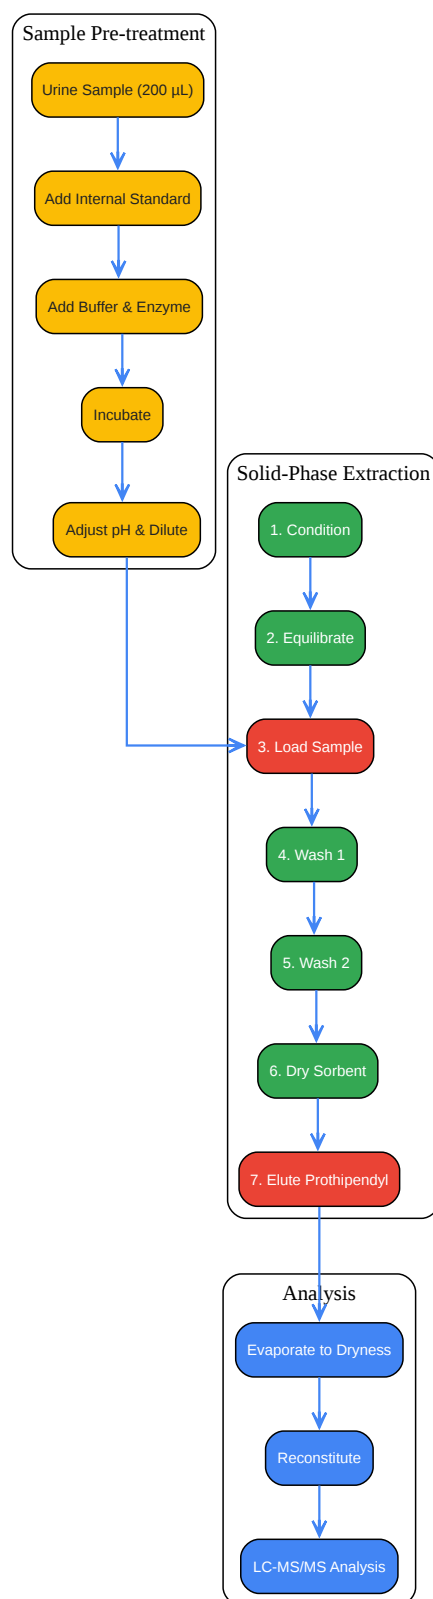 Sample Pre-treatment
Urine Sample (200 µL)
Add Internal Standard
Add Buffer & Enzyme
Incubate
Adjust pH & Dilute
Solid-Phase Extraction
1. Condition
2. Equilibrate
3. Load Sample
4. Wash 1
5. Wash 2
6. Dry Sorbent
7. Elute Prothipendyl
Analysis
Evaporate to Dryness
Reconstitute
LC-MS/MS Analysis